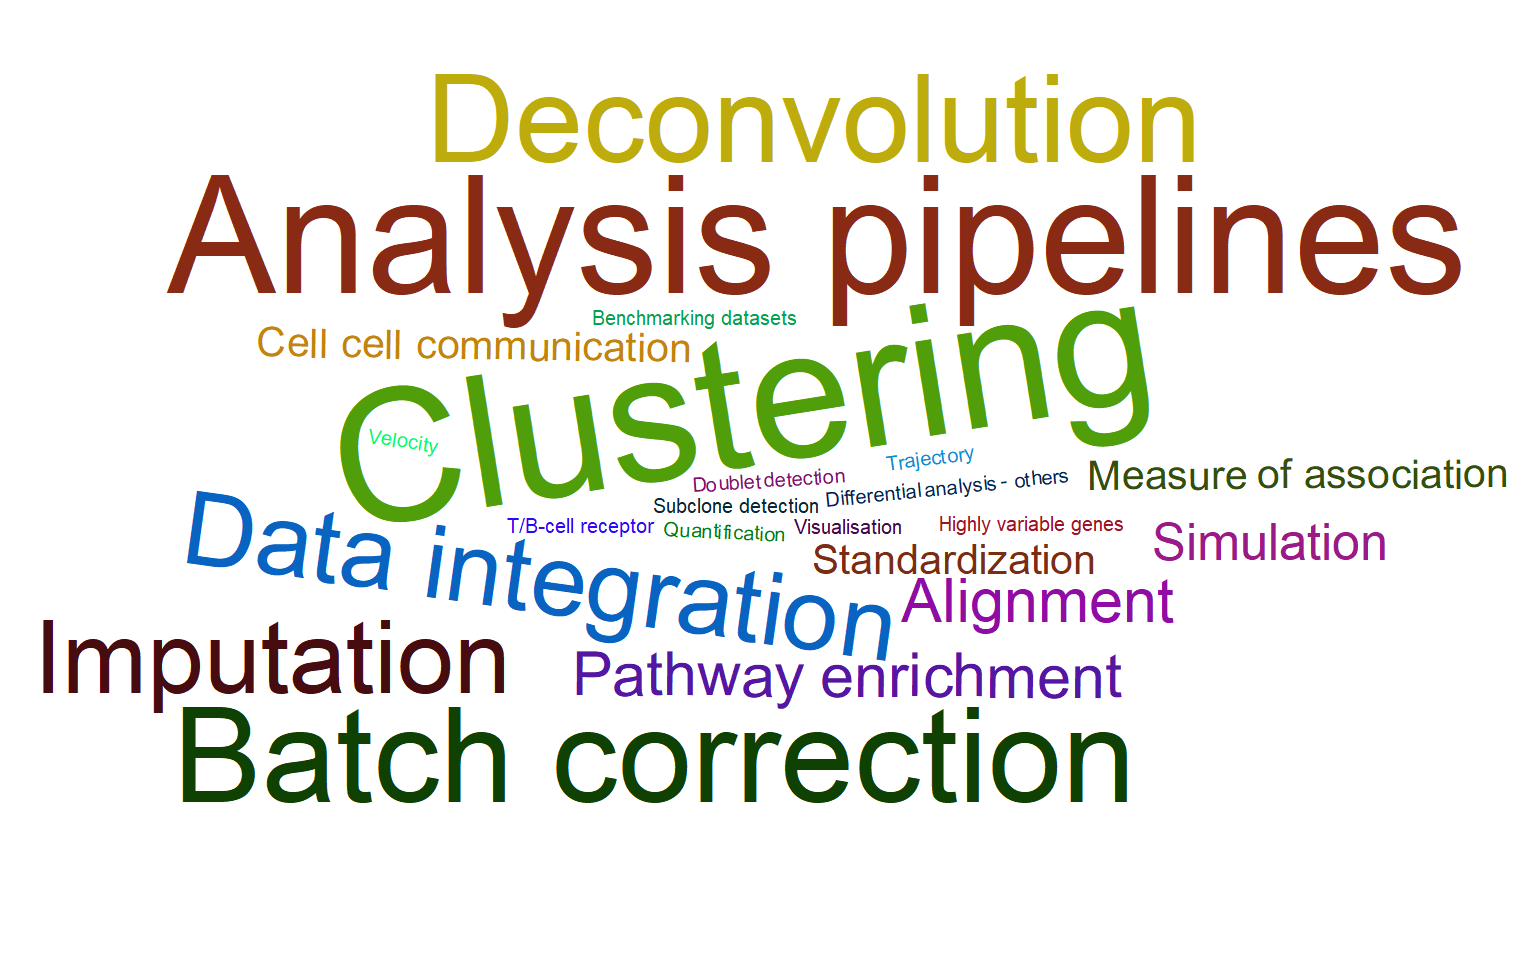 Deconvolution
Analysis pipelines
Benchmarking datasets
Cell cell communication
Clustering
Velocity
Trajectory
Doublet detection
Measure of association
Differential analysis - others
Subclone detection
T/B-cell receptor
Quantification
Visualisation
Highly variable genes
Data integration
Simulation
Standardization
Alignment
Imputation
Pathway enrichment
Batch correction